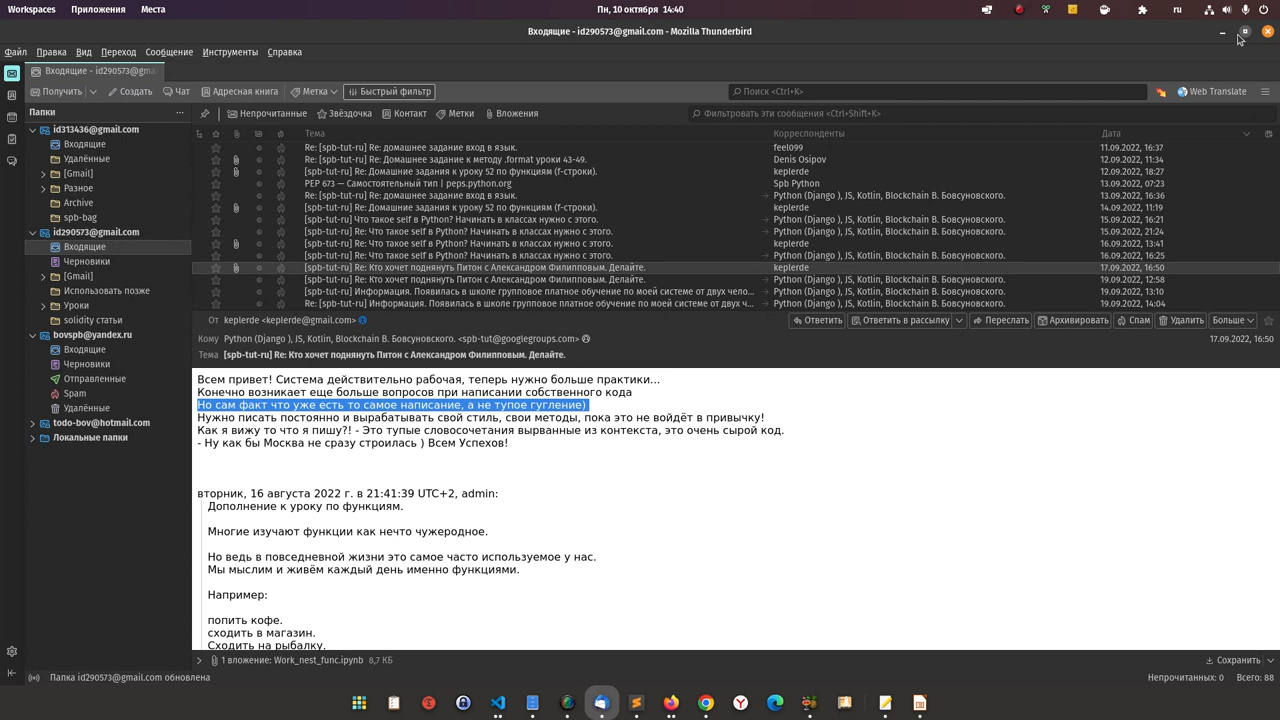 Workspaces Приложения Места Пн, 10 октября 14:40 ru
Входящие - id290573@gmail.com - Mozilla Thunderbird
Файл Правка Вид Переход Сообщение Инструменты Справка
Входящие - id290573@gma
Получить Создать Чат Адресная книга Метка Быстрый фильтр Поиск <Ctrl+K> Web Translate
Папки ... Непрочитанные Звёздочка Контакт Метки Вложения Фильтровать эти сообщения <Ctrl+Shift+K>
id313436@gmail.com
Входящие
Удалённые
[Gmail]
Разное
Archive
spb-bag
id290573@gmail.com
Входящие
Черновики
[Gmail]
Использовать позже
Уроки
solidity статьи
bovspb@yandex.ru
Входящие
Черновики
Отправленные
Spam
Удалённые
todo-bov@hotmail.com
Локальные папки
Тема Корреспонденты Дата
Re: [spb-tut-ru] Re: домашнее задание вход в язык. feel099 11.09.2022, 16:37
Re: [spb-tut-ru] Re: домашнее задание к методу .format уроки 43-49. Denis Osipov 12.09.2022, 11:34
[spb-tut-ru] Re: Домашние задания к уроку 52 по функциям (f-строки). keplerde 12.09.2022, 18:27
PEP 673 — Самостоятельный тип | peps.python.org Spb Python 13.09.2022, 07:23
Re: [spb-tut-ru] Re: домашнее задание вход в язык. Python (Django ), JS, Kotlin, Blockchain В. Бовсуновского. 13.09.2022, 16:36
[spb-tut-ru] Re: Домашние задания к уроку 52 по функциям (f-строки). keplerde 14.09.2022, 11:19
[spb-tut-ru] Что такое self в Python? Начинать в классах нужно с этого. Python (Django ), JS, Kotlin, Blockchain В. Бовсуновского. 15.09.2022, 16:21
[spb-tut-ru] Re: Что такое self в Python? Начинать в классах нужно с этого. Python (Django ), JS, Kotlin, Blockchain В. Бовсуновского. 15.09.2022, 21:24
[spb-tut-ru] Re: Что такое self в Python? Начинать в классах нужно с этого. keplerde 16.09.2022, 13:41
[spb-tut-ru] Re: Что такое self в Python? Начинать в классах нужно с этого. Python (Django ), JS, Kotlin, Blockchain В. Бовсуновского. 16.09.2022, 16:25
[spb-tut-ru] Re: Кто хочет поднянуть Питон с Александром Филипповым. Делайте. keplerde 17.09.2022, 16:50
[spb-tut-ru] Re: Кто хочет поднянуть Питон с Александром Филипповым. Делайте. Python (Django ), JS, Kotlin, Blockchain В. Бовсуновского. 19.09.2022, 12:58
[spb-tut-ru] Информация. Появилась в школе групповое платное обучение по моей системе от двух чело... Python (Django ), JS, Kotlin, Blockchain В. Бовсуновского. 19.09.2022, 13:10
[spb-tut-ru] Re: Информация. Появилась в школе групповое платное обучение по моей системе от двух ч... Python (Django ), JS, Kotlin, Blockchain В. Бовсуновского. 19.09.2022, 14:04
От keplerde <keplerde@gmail.com> Ответить Ответить в рассылку Переслать Архивировать Спам Удалить Больше
Кому Python (Django ), JS, Kotlin, Blockchain В. Бовсуновского. <spb-tut@googlegroups.com> 17.09.2022, 16:50
Тема [spb-tut-ru] Re: Кто хочет поднянуть Питон с Александром Филипповым. Делайте.
Всем привет! Система действительно рабочая, теперь нужно больше практики...
Конечно возникает еще больше вопросов при написании собственного кода
Но сам факт что уже есть то самое написание, а не тупое гугление)
Нужно писать постоянно и вырабатывать свой стиль, свои методы, пока это не войдёт в привычку!
Как я вижу то что я пишу?! - Это тупые словосочетания вырванные из контекста, это очень сырой код.
- Ну как бы Москва не сразу строилась ) Всем Успехов!
вторник, 16 августа 2022 г. в 21:41:39 UTC+2, admin:
Дополнение к уроку по функциям.
Многие изучают функции как нечто чужеродное.
Но ведь в повседневной жизни это самое часто используемое у нас.
Мы мыслим и живём каждый день именно функциями.
Например:
попить кофе.
сходить в магазин.
Сходить на рыбалку.
1 вложение: Work_nest_func.ipynb 8,7 КБ Сохранить
Папка id290573@gmail.com обновлена Непрочитанных: 0 Всего: 88